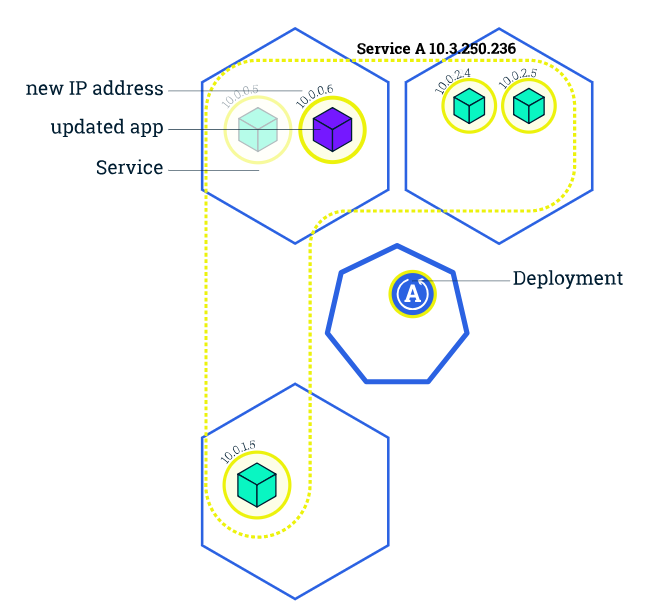 Service A 10.3.250.236
new IP address
10.0.0.5
10.0.0.6
10.0.2.4
10.0.2.5
updated app
Service
A
Deployment
10.0.1.5